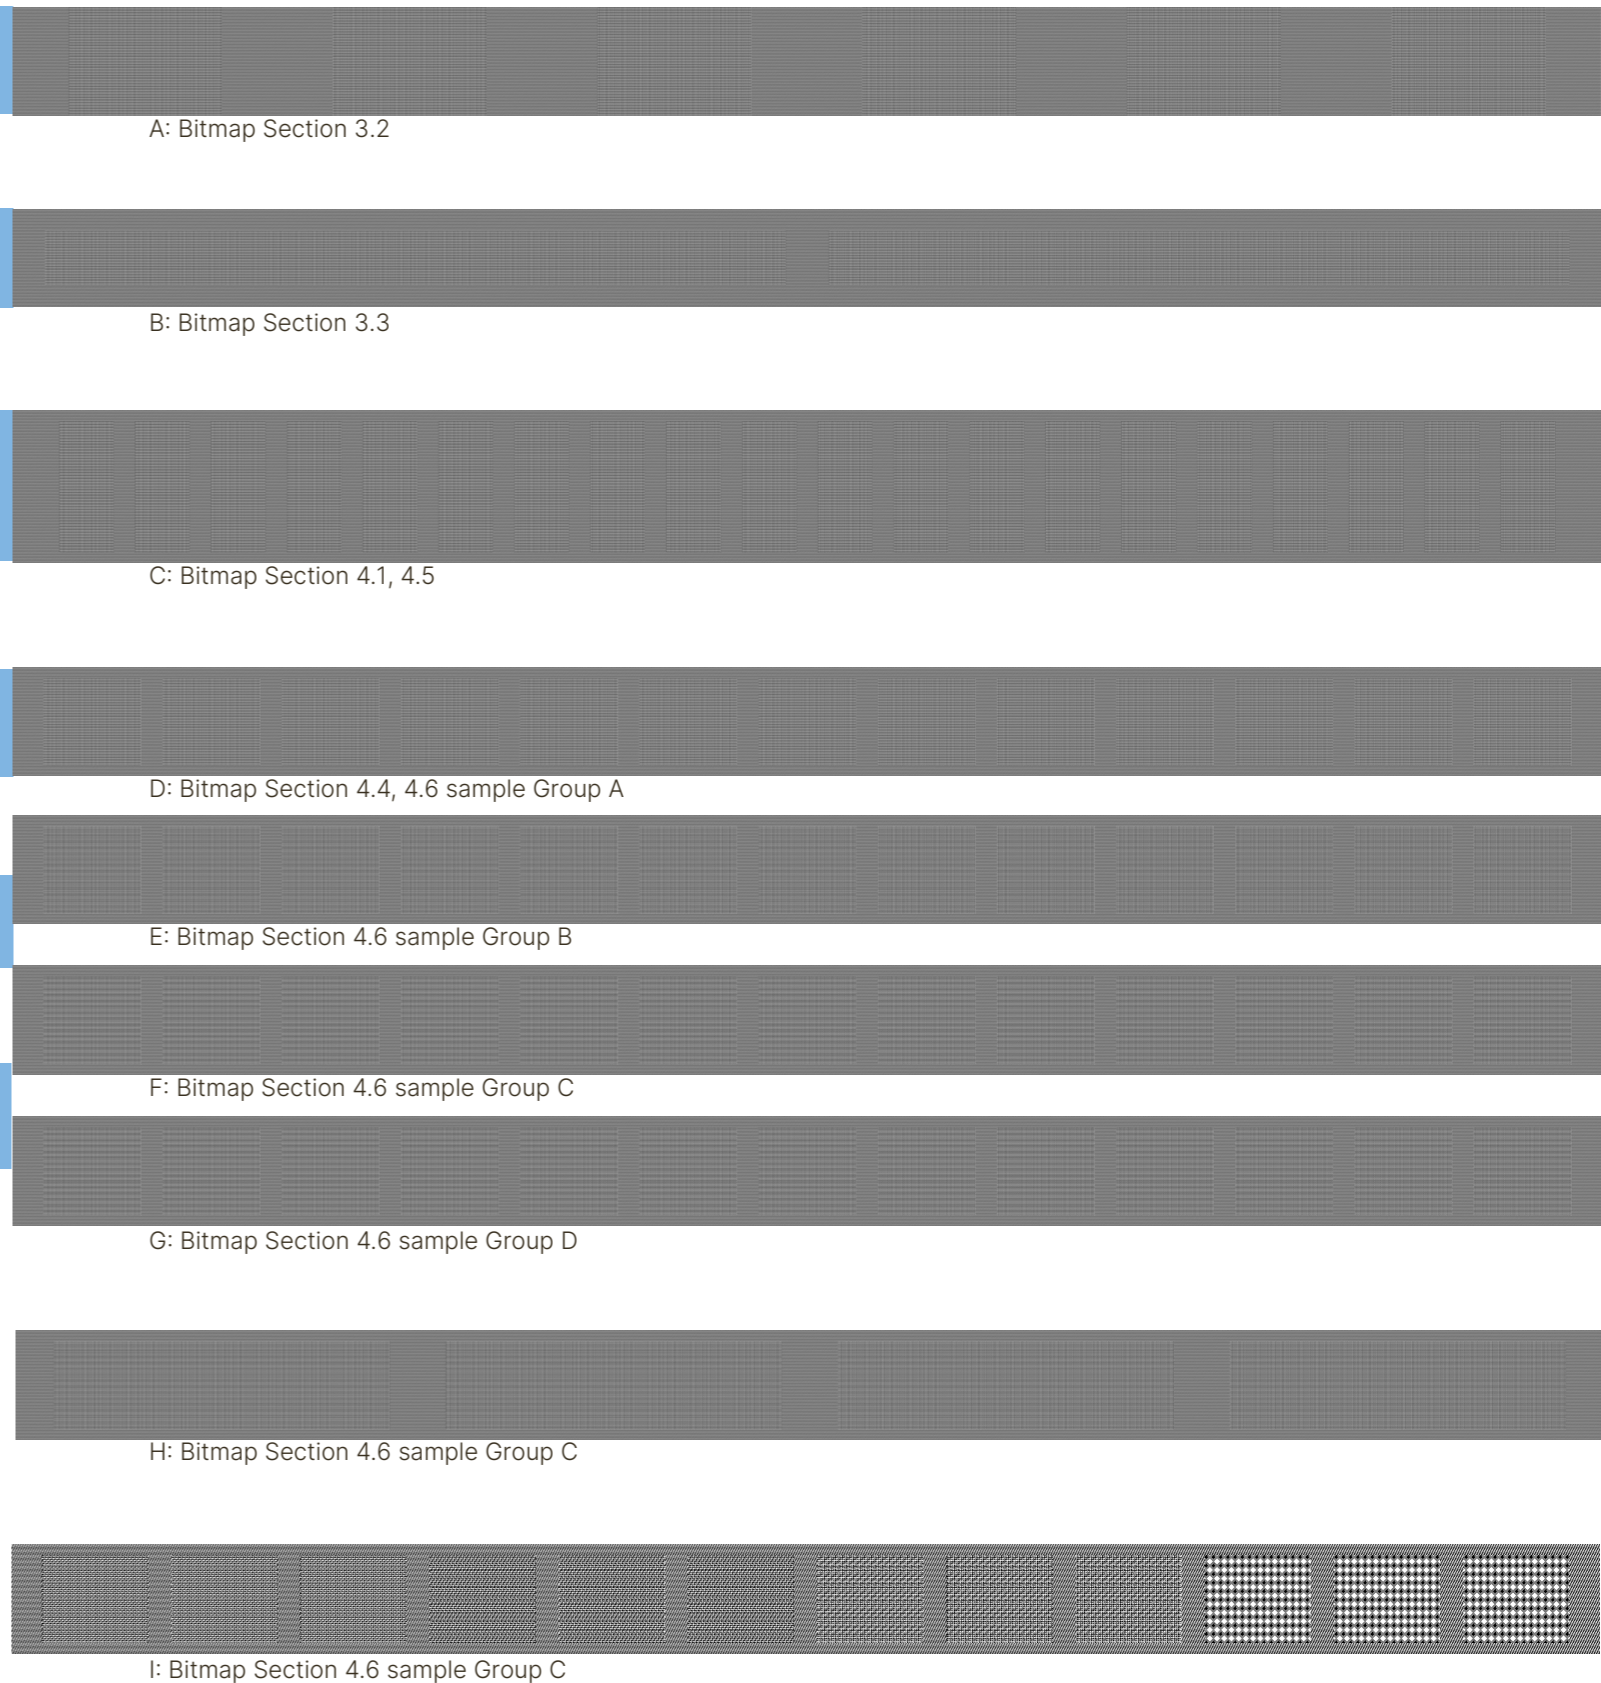 A: Bitmap Section 3.2
B: Bitmap Section 3.3
C: Bitmap Section 4.1, 4.5
D: Bitmap Section 4.4, 4.6 sample Group A
E: Bitmap Section 4.6 sample Group B
F: Bitmap Section 4.6 sample Group C
G: Bitmap Section 4.6 sample Group D
H: Bitmap Section 4.6 sample Group C
I: Bitmap Section 4.6 sample Group C